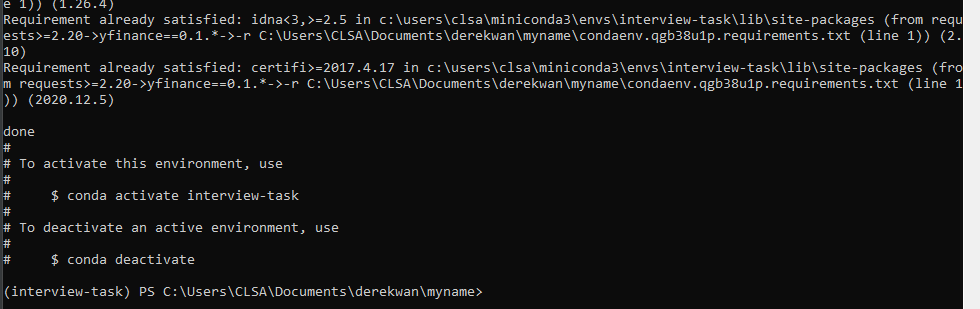 e 1)) (1.26.4)
Requirement already satisfied: idna<3,>=2.5 in c:\users\clsa\miniconda3\envs\interview-task\lib\site-packages (from requ
ests>=2.20->yfinance==0.1.*->-r C:\Users\CLSA\Documents\derekwan\myname\condaenv.qgb38u1p.requirements.txt (line 1)) (2.
10)
Requirement already satisfied: certifi>=2017.4.17 in c:\users\clsa\miniconda3\envs\interview-task\lib\site-packages (fro
m requests>=2.20->yfinance==0.1.*->-r C:\Users\CLSA\Documents\derekwan\myname\condaenv.qgb38u1p.requirements.txt (line 1
)) (2020.12.5)
done
#
# To activate this environment, use
#
#     $ conda activate interview-task
#
# To deactivate an active environment, use
#
#     $ conda deactivate
(interview-task) PS C:\Users\CLSA\Documents\derekwan\myname>